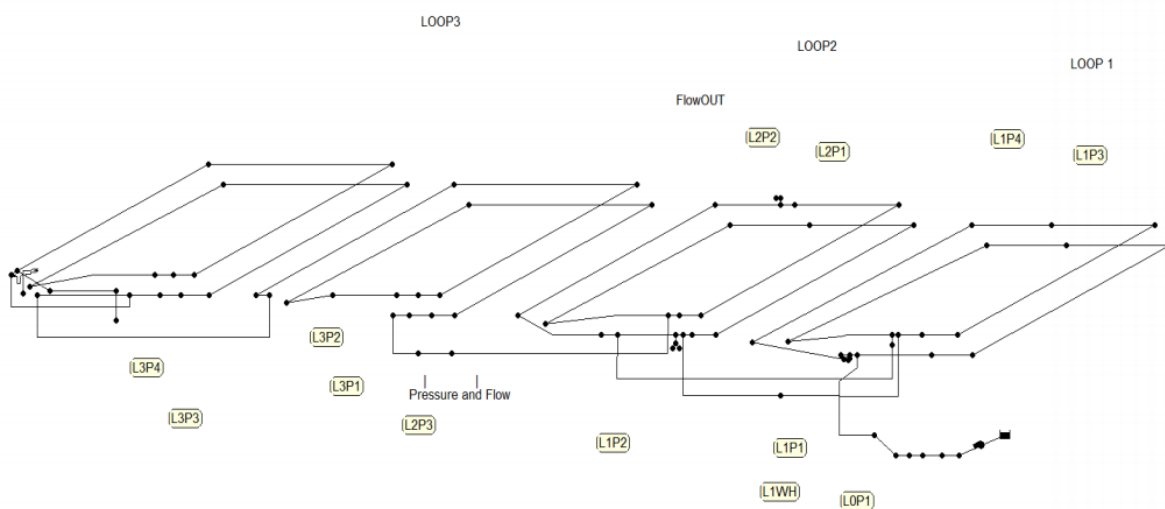 LOOP3
LOOP2
LOOP 1
FlowOUT
L2P2
L2P1
L1P4
L1P3
L3P2
L3P4
L3P1
Pressure and Flow
L3P3
L2P3
L1P2
L1P1
L1WH
L0P1